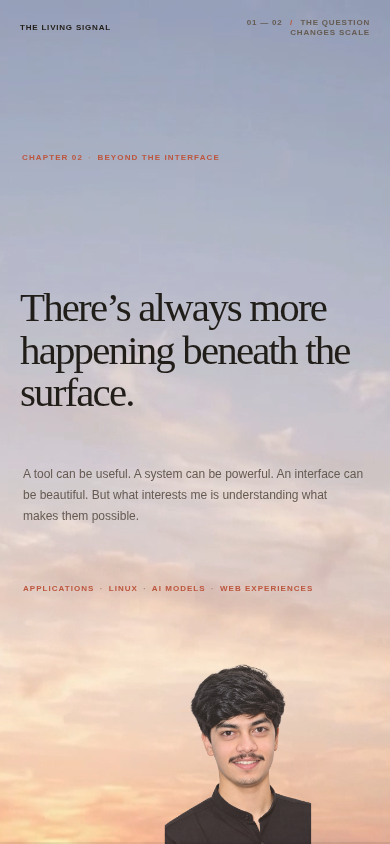 THE LIVING SIGNAL
01 — 02 / THE QUESTION
CHANGES SCALE
CHAPTER 02 · BEYOND THE INTERFACE
There’s always more
happening beneath the
surface.
A tool can be useful. A system can be powerful. An interface can
be beautiful. But what interests me is understanding what
makes them possible.
APPLICATIONS · LINUX · AI MODELS · WEB EXPERIENCES